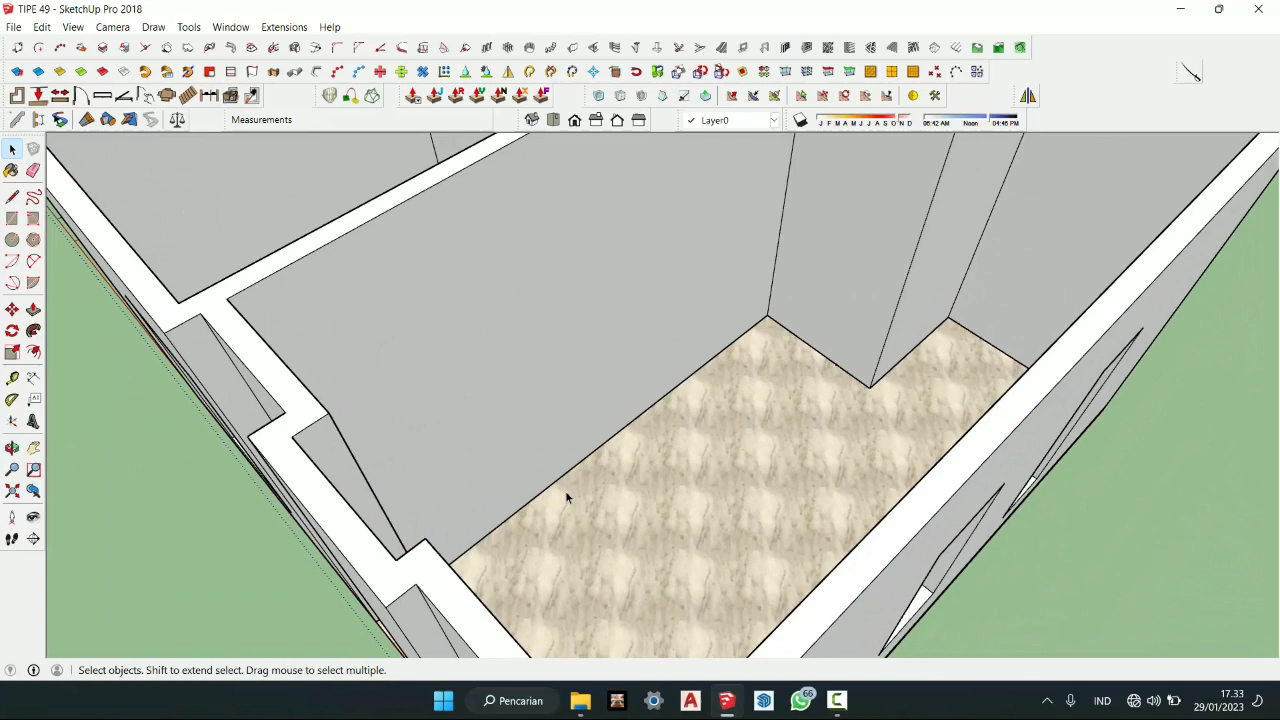 TIPE 49 - SketchUp Pro 2018
File Edit View Camera Draw Tools Window Extensions Help
Measurements
Layer0
J F M A M J J A S O N D
06:42 AM Noon 04:46 PM
Select objects. Shift to extend select. Drag mouse to select multiple.
Pencarian
66
IND
17.33
29/01/2023